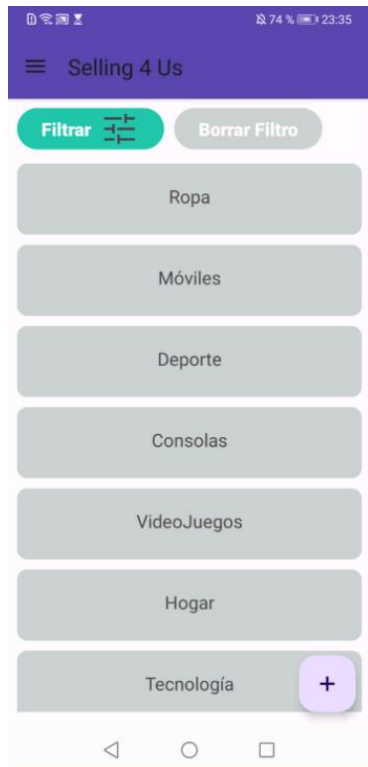 74 % 23:35
Selling 4 Us
Filtrar
Borrar Filtro
Ropa
Móviles
Deporte
Consolas
VideoJuegos
Hogar
Tecnología
+